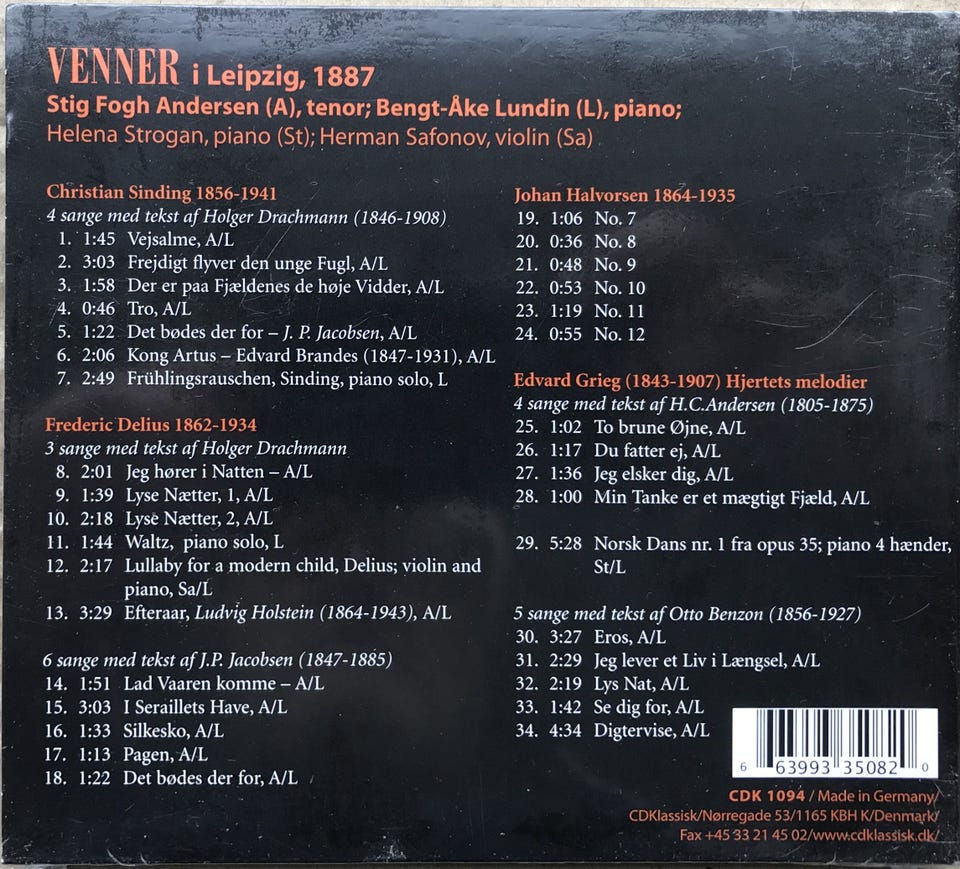 VENNER i Leipzig, 1887
Stig Fogh Andersen (A), tenor; Bengt-Åke Lundin (L), piano;
Helena Strogan, piano (St); Herman Safonov, violin (Sa)
Christian Sinding 1856-1941
4 sange med tekst af Holger Drachmann (1846-1908)
1. 1:45 Vejsalme, A/L
2. 3:03 Frejdigt flyver den unge Fugl, A/L
3. 1:58 Der er paa Fjældenes de høje Vidder, A/L
4. 0:46 Tro, A/L
5. 1:22 Det bødes der for – J. P. Jacobsen, A/L
6. 2:06 Kong Artus – Edvard Brandes (1847-1931), A/L
7. 2:49 Frühlingsrauschen, Sinding, piano solo, L
Frederic Delius 1862-1934
3 sange med tekst af Holger Drachmann
8. 2:01 Jeg hører i Natten – A/L
9. 1:39 Lyse Nætter, 1, A/L
10. 2:18 Lyse Nætter, 2, A/L
11. 1:44 Waltz, piano solo, L
12. 2:17 Lullaby for a modern child, Delius; violin and
piano, Sa/L
13. 3:29 Efteraar, Ludvig Holstein (1864-1943), A/L
6 sange med tekst af J.P. Jacobsen (1847-1885)
14. 1:51 Lad Vaaren komme – A/L
15. 3:03 I Seraillets Have, A/L
16. 1:33 Silkesko, A/L
17. 1:13 Pagen, A/L
18. 1:22 Det bødes der for, A/L
Johan Halvorsen 1864-1935
19. 1:06 No. 7
20. 0:36 No. 8
21. 0:48 No. 9
22. 0:53 No. 10
23. 1:19 No. 11
24. 0:55 No. 12
Edvard Grieg (1843-1907) Hjertets melodier
4 sange med tekst af H.C.Andersen (1805-1875)
25. 1:02 To brune Øjne, A/L
26. 1:17 Du fatter ej, A/L
27. 1:36 Jeg elsker dig, A/L
28. 1:00 Min Tanke er et mægtigt Fjæld, A/L
29. 5:28 Norsk Dans nr. 1 fra opus 35; piano 4 hænder,
St/L
5 sange med tekst af Otto Benzon (1856-1927)
30. 3:27 Eros, A/L
31. 2:29 Jeg lever et Liv i Længsel, A/L
32. 2:19 Lys Nat, A/L
33. 1:42 Se dig for, A/L
34. 4:34 Digtervise, A/L
6 63993 35082 0
CDK 1094 / Made in Germany/
CDKlassisk/Nørregade 53/1165 KBH K/Denmark/
Fax +45 33 21 45 02/www.cdklassisk.dk/